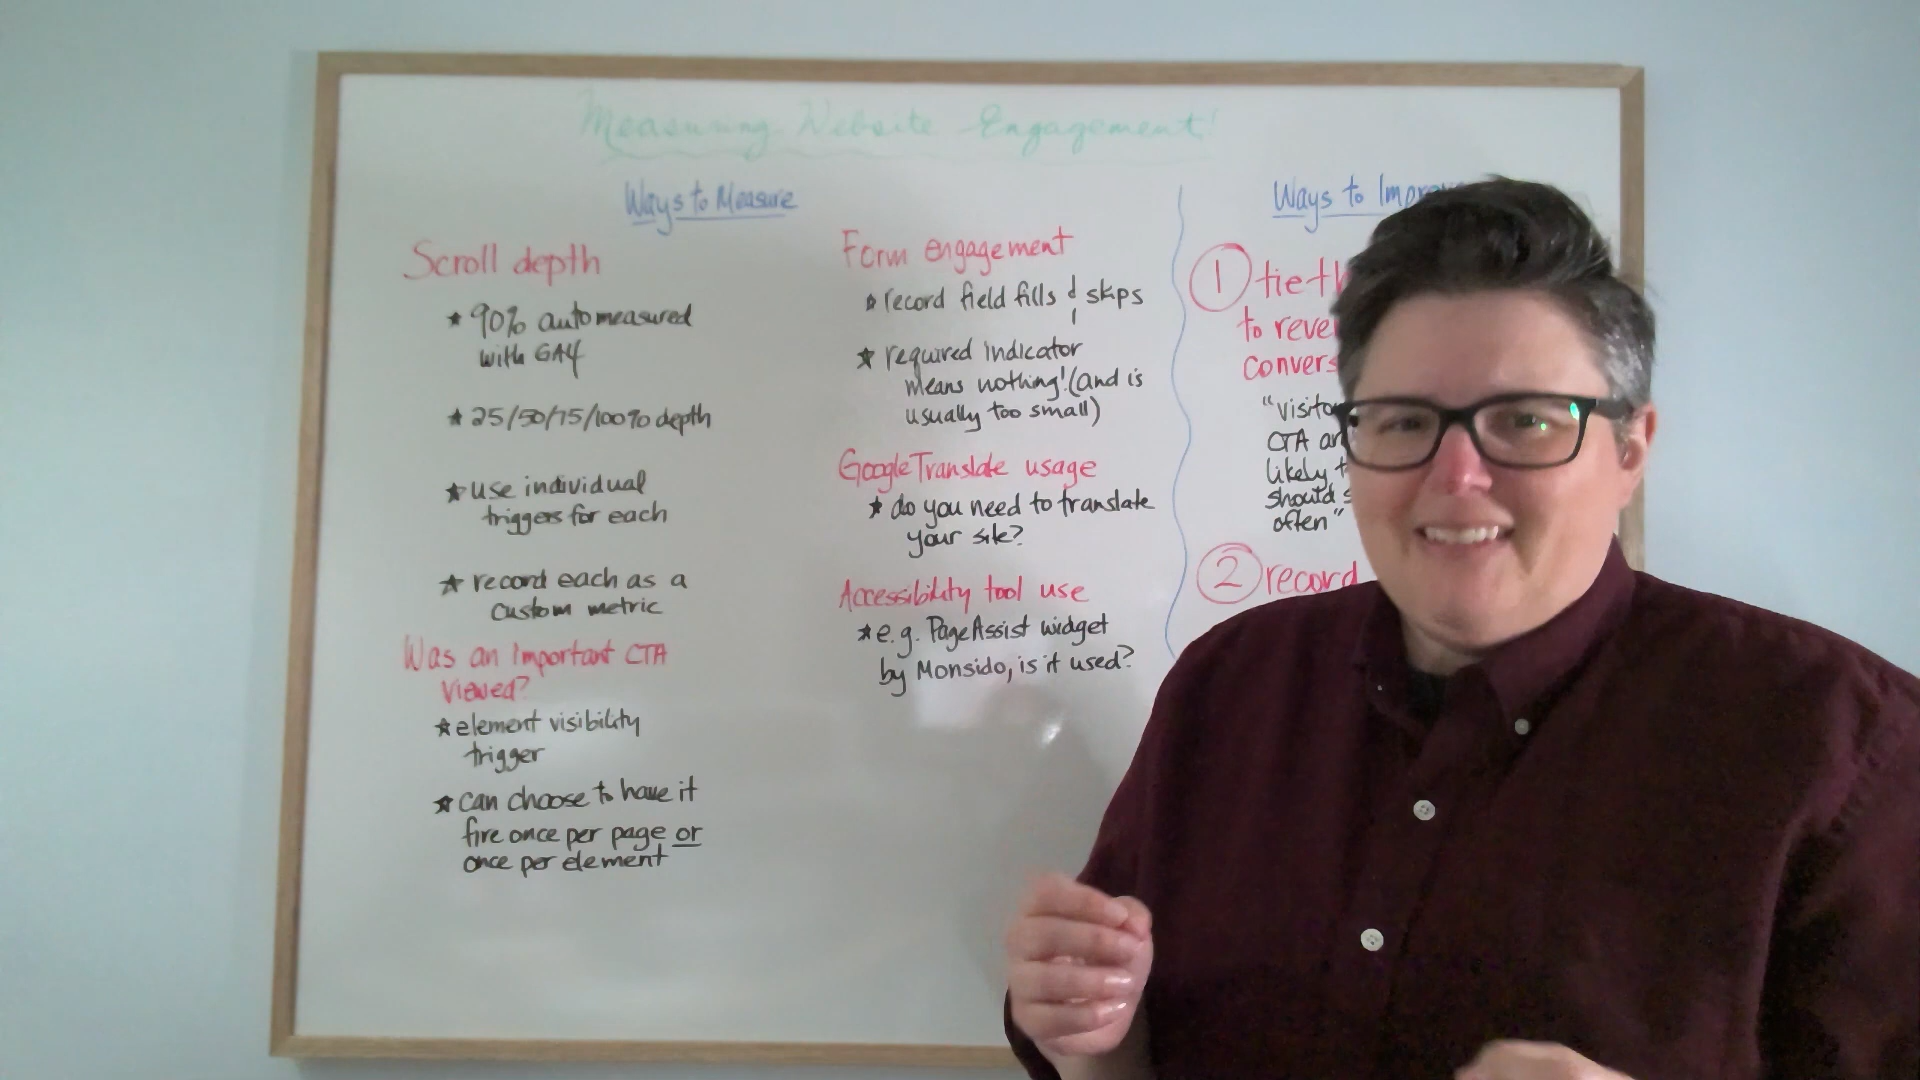 Measuring Website Engagement!
Ways to Measure
Scroll depth
★ 90% automeasured
with GA4
★ 25/50/75/100% depth
★ use individual
triggers for each
★ record each as a
custom metric
Was an important CTA
viewed?
★ element visibility
trigger
★ can choose to have it
fire once per page or
once per element
Form engagement
★ record field fills & skips
★ required indicator
means nothing! (and is
usually too small)
Google Translate usage
★ do you need to translate
your site?
Accessibility tool use
★ e.g. PageAssist widget
by Monsido, is it used?
Ways to
1 tie
to
"
CTA
likely
should
often"
2 record